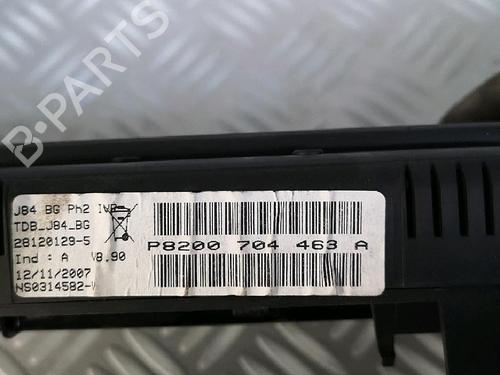 J84 BG Ph2 IVP
TDB_J84_BG
28120129-5
Ind : A V8.90
12/11/2007
NS0314582-V
P8200 704 463 A
B-PARTS